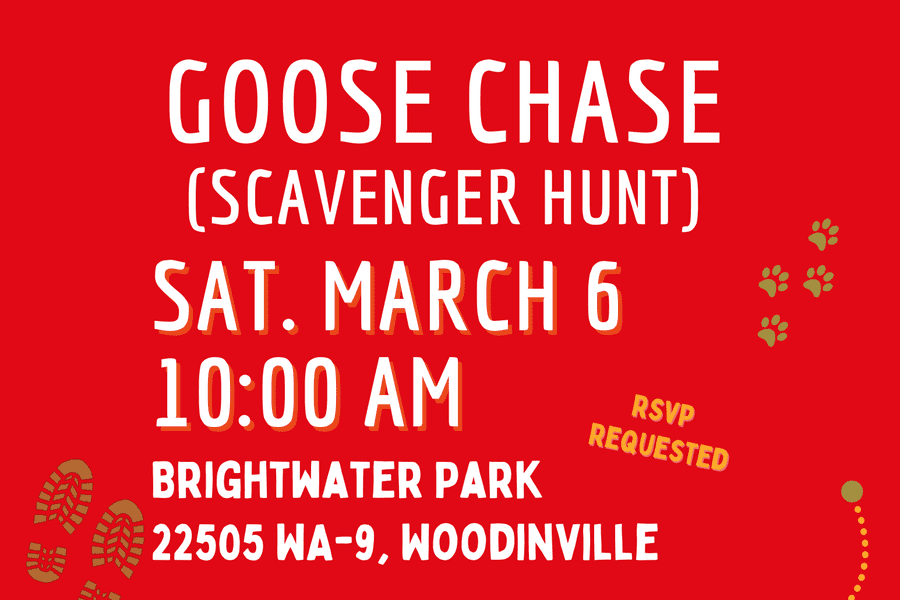 GOOSE CHASE
(SCAVENGER HUNT)
SAT. MARCH 6
10:00 AM
RSVP
REQUESTED
BRIGHTWATER PARK
22505 WA-9, WOODINVILLE